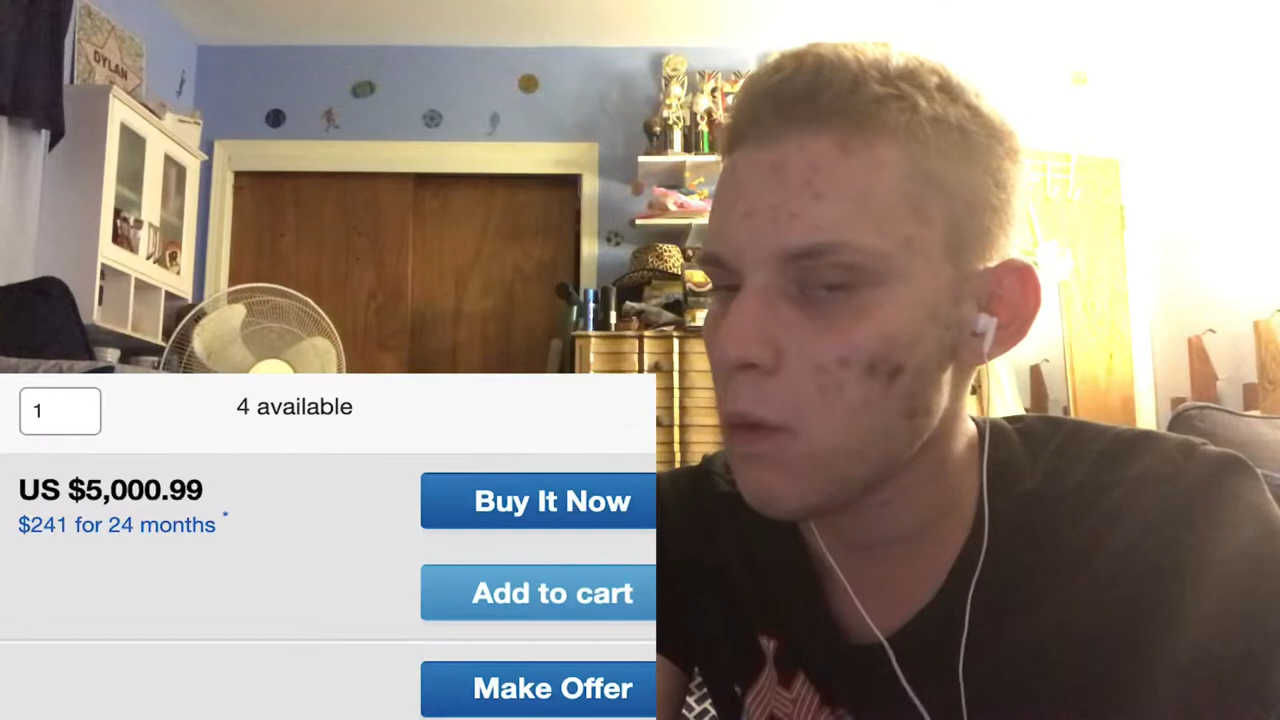 DYLAN
1
4 available
US $5,000.99
$241 for 24 months *
Buy It Now
Add to cart
Make Offer